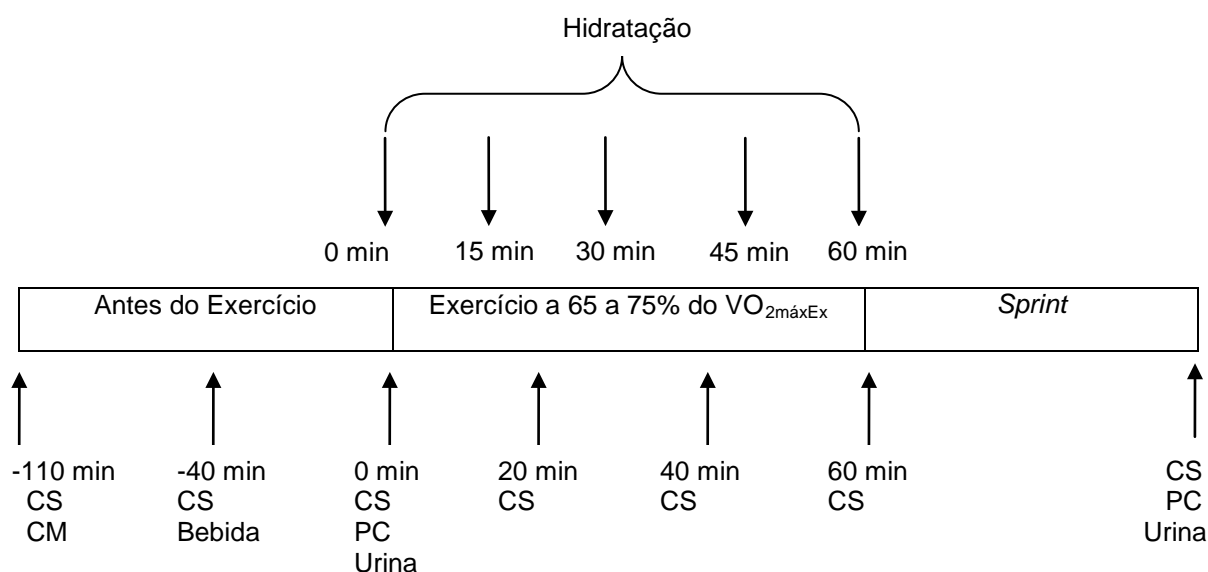 Hidratação
0 min 15 min 30 min 45 min 60 min
Antes do Exercício Exercício a 65 a 75% do VO2máxEx Sprint
-110 min -40 min 0 min 20 min 40 min 60 min CS
CS CS CS CS CS CS PC
CM Bebida PC Urina
Urina